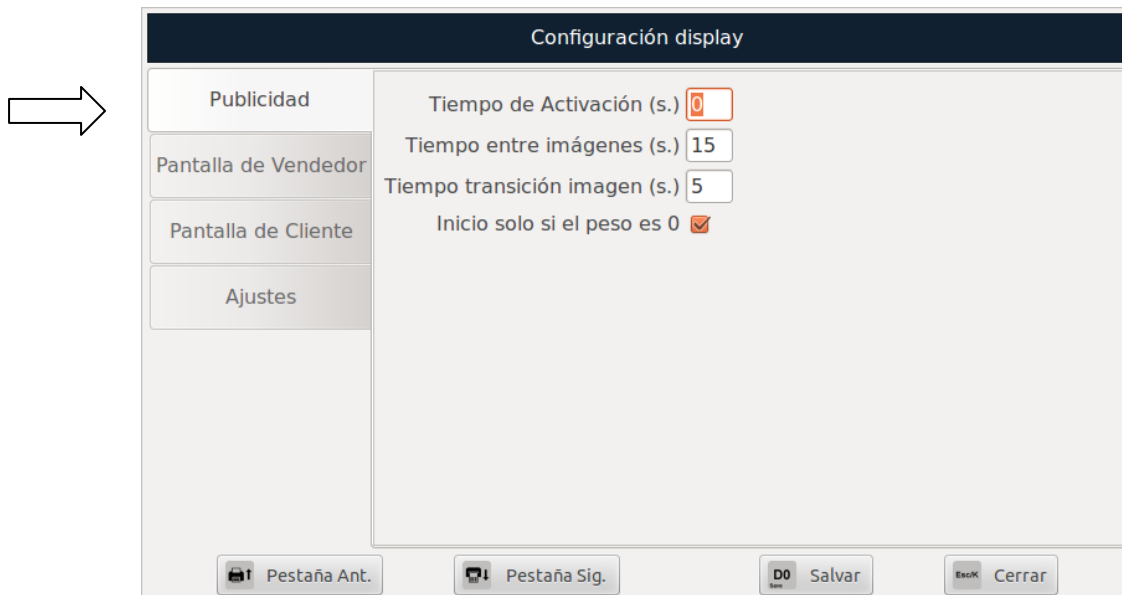 Configuración display
Publicidad
Pantalla de Vendedor
Pantalla de Cliente
Ajustes
Tiempo de Activación (s.) 0
Tiempo entre imágenes (s.) 15
Tiempo transición imagen (s.) 5
Inicio solo si el peso es 0
Pestaña Ant.
Pestaña Sig.
D0 Save Salvar
Esc/K Cerrar